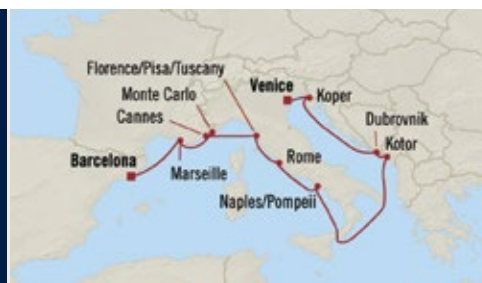 Florence/Pisa/Tuscany
Monte Carlo
Venice
Koper
Cannes
Dubrovnik
Kotor
Barcelona
Marseille
Rome
Naples/Pompeii